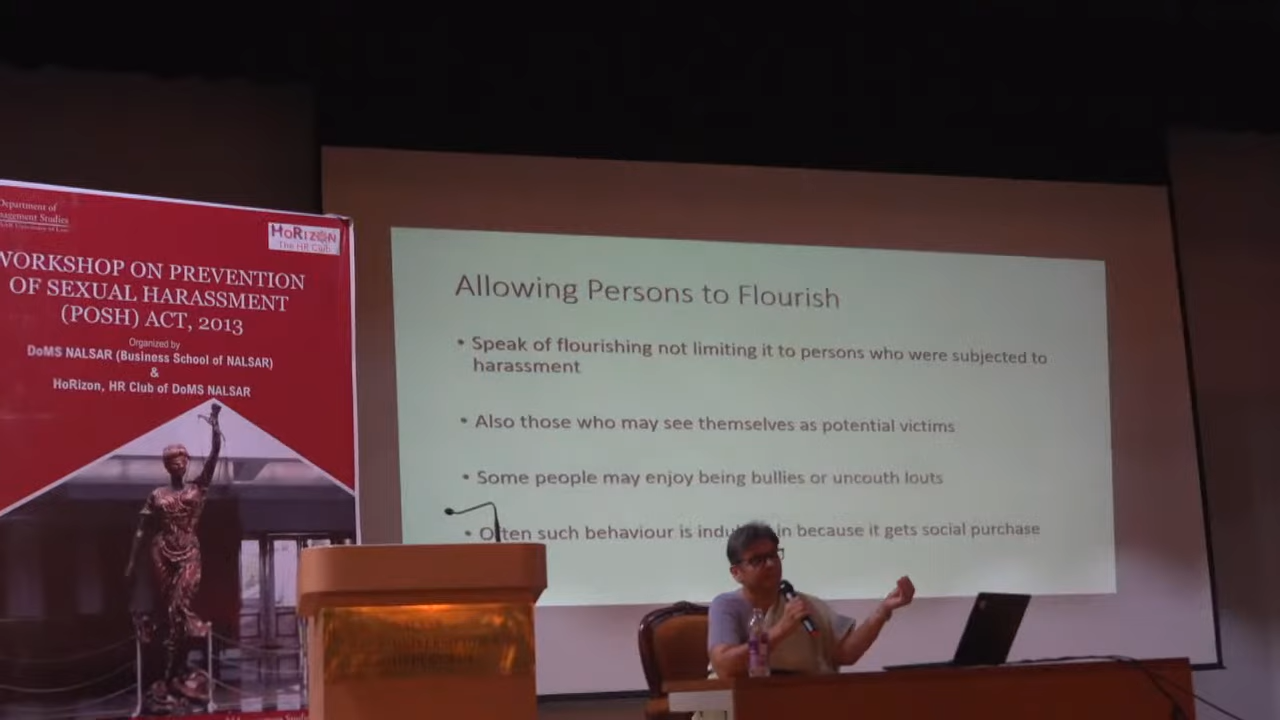 Department of
Management Studies
HoRizon
The HR Club
WORKSHOP ON PREVENTION
OF SEXUAL HARASSMENT
(POSH) ACT, 2013
Organized by
DoMS NALSAR (Business School of NALSAR)
&
HoRizon, HR Club of DoMS NALSAR
Allowing Persons to Flourish
• Speak of flourishing not limiting it to persons who were subjected to
harassment
• Also those who may see themselves as potential victims
• Some people may enjoy being bullies or uncouth louts
• Often such behaviour is in because it gets social purchase